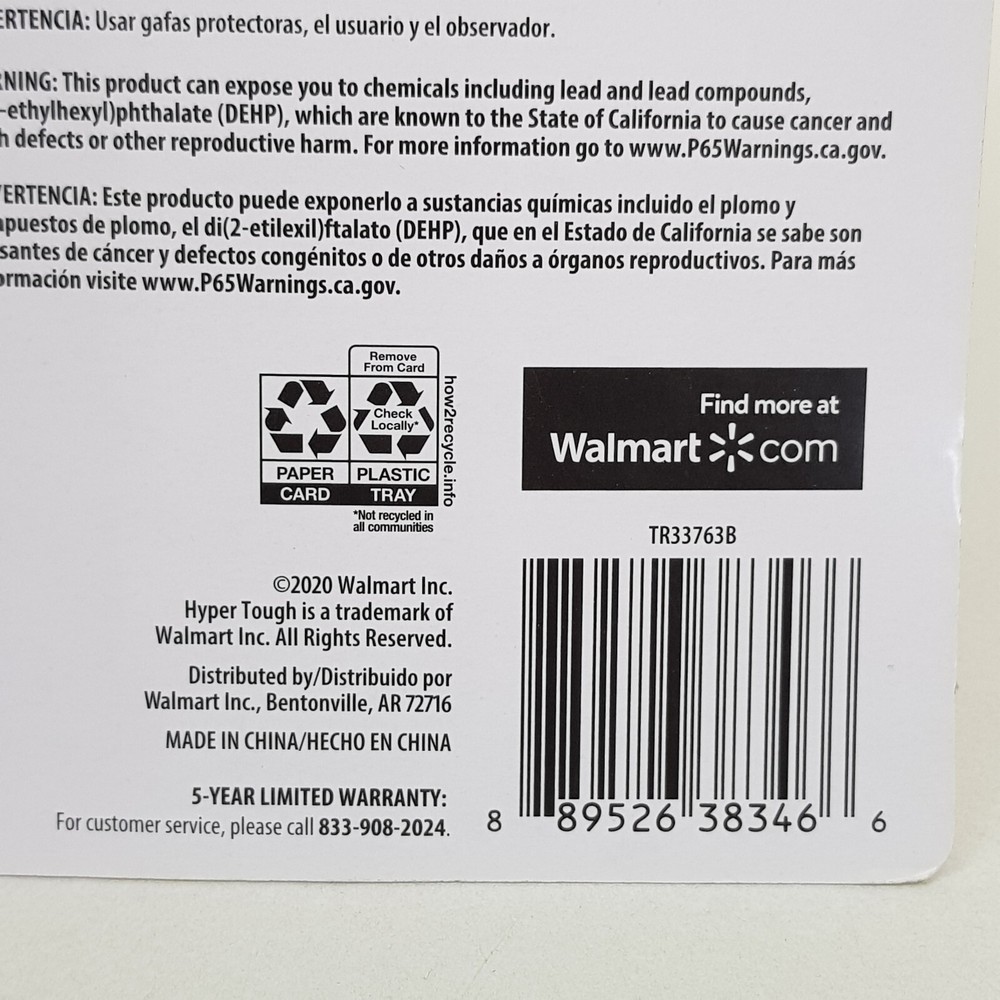 ERTENCIA: Usar gafas protectoras, el usuario y el observador.
NING: This product can expose you to chemicals including lead and lead compounds,
-ethylhexyl)phthalate (DEHP), which are known to the State of California to cause cancer and
h defects or other reproductive harm. For more information go to www.P65Warnings.ca.gov.
ERTENCIA: Este producto puede exponerlo a sustancias químicas incluido el plomo y
puestos de plomo, el di(2-etilexil)ftalato (DEHP), que en el Estado de California se sabe son
santes de cáncer y defectos congénitos o de otros daños a órganos reproductivos. Para más
ormación visite www.P65Warnings.ca.gov.
Remove
From Card
Check
Locally*
PAPER PLASTIC
CARD TRAY
how2recycle.info
*Not recycled in
all communities
Find more at
Walmart com
TR33763B
©2020 Walmart Inc.
Hyper Tough is a trademark of
Walmart Inc. All Rights Reserved.
Distributed by/Distribuido por
Walmart Inc., Bentonville, AR 72716
MADE IN CHINA/HECHO EN CHINA
5-YEAR LIMITED WARRANTY:
For customer service, please call 833-908-2024.
8 89526 38346 6